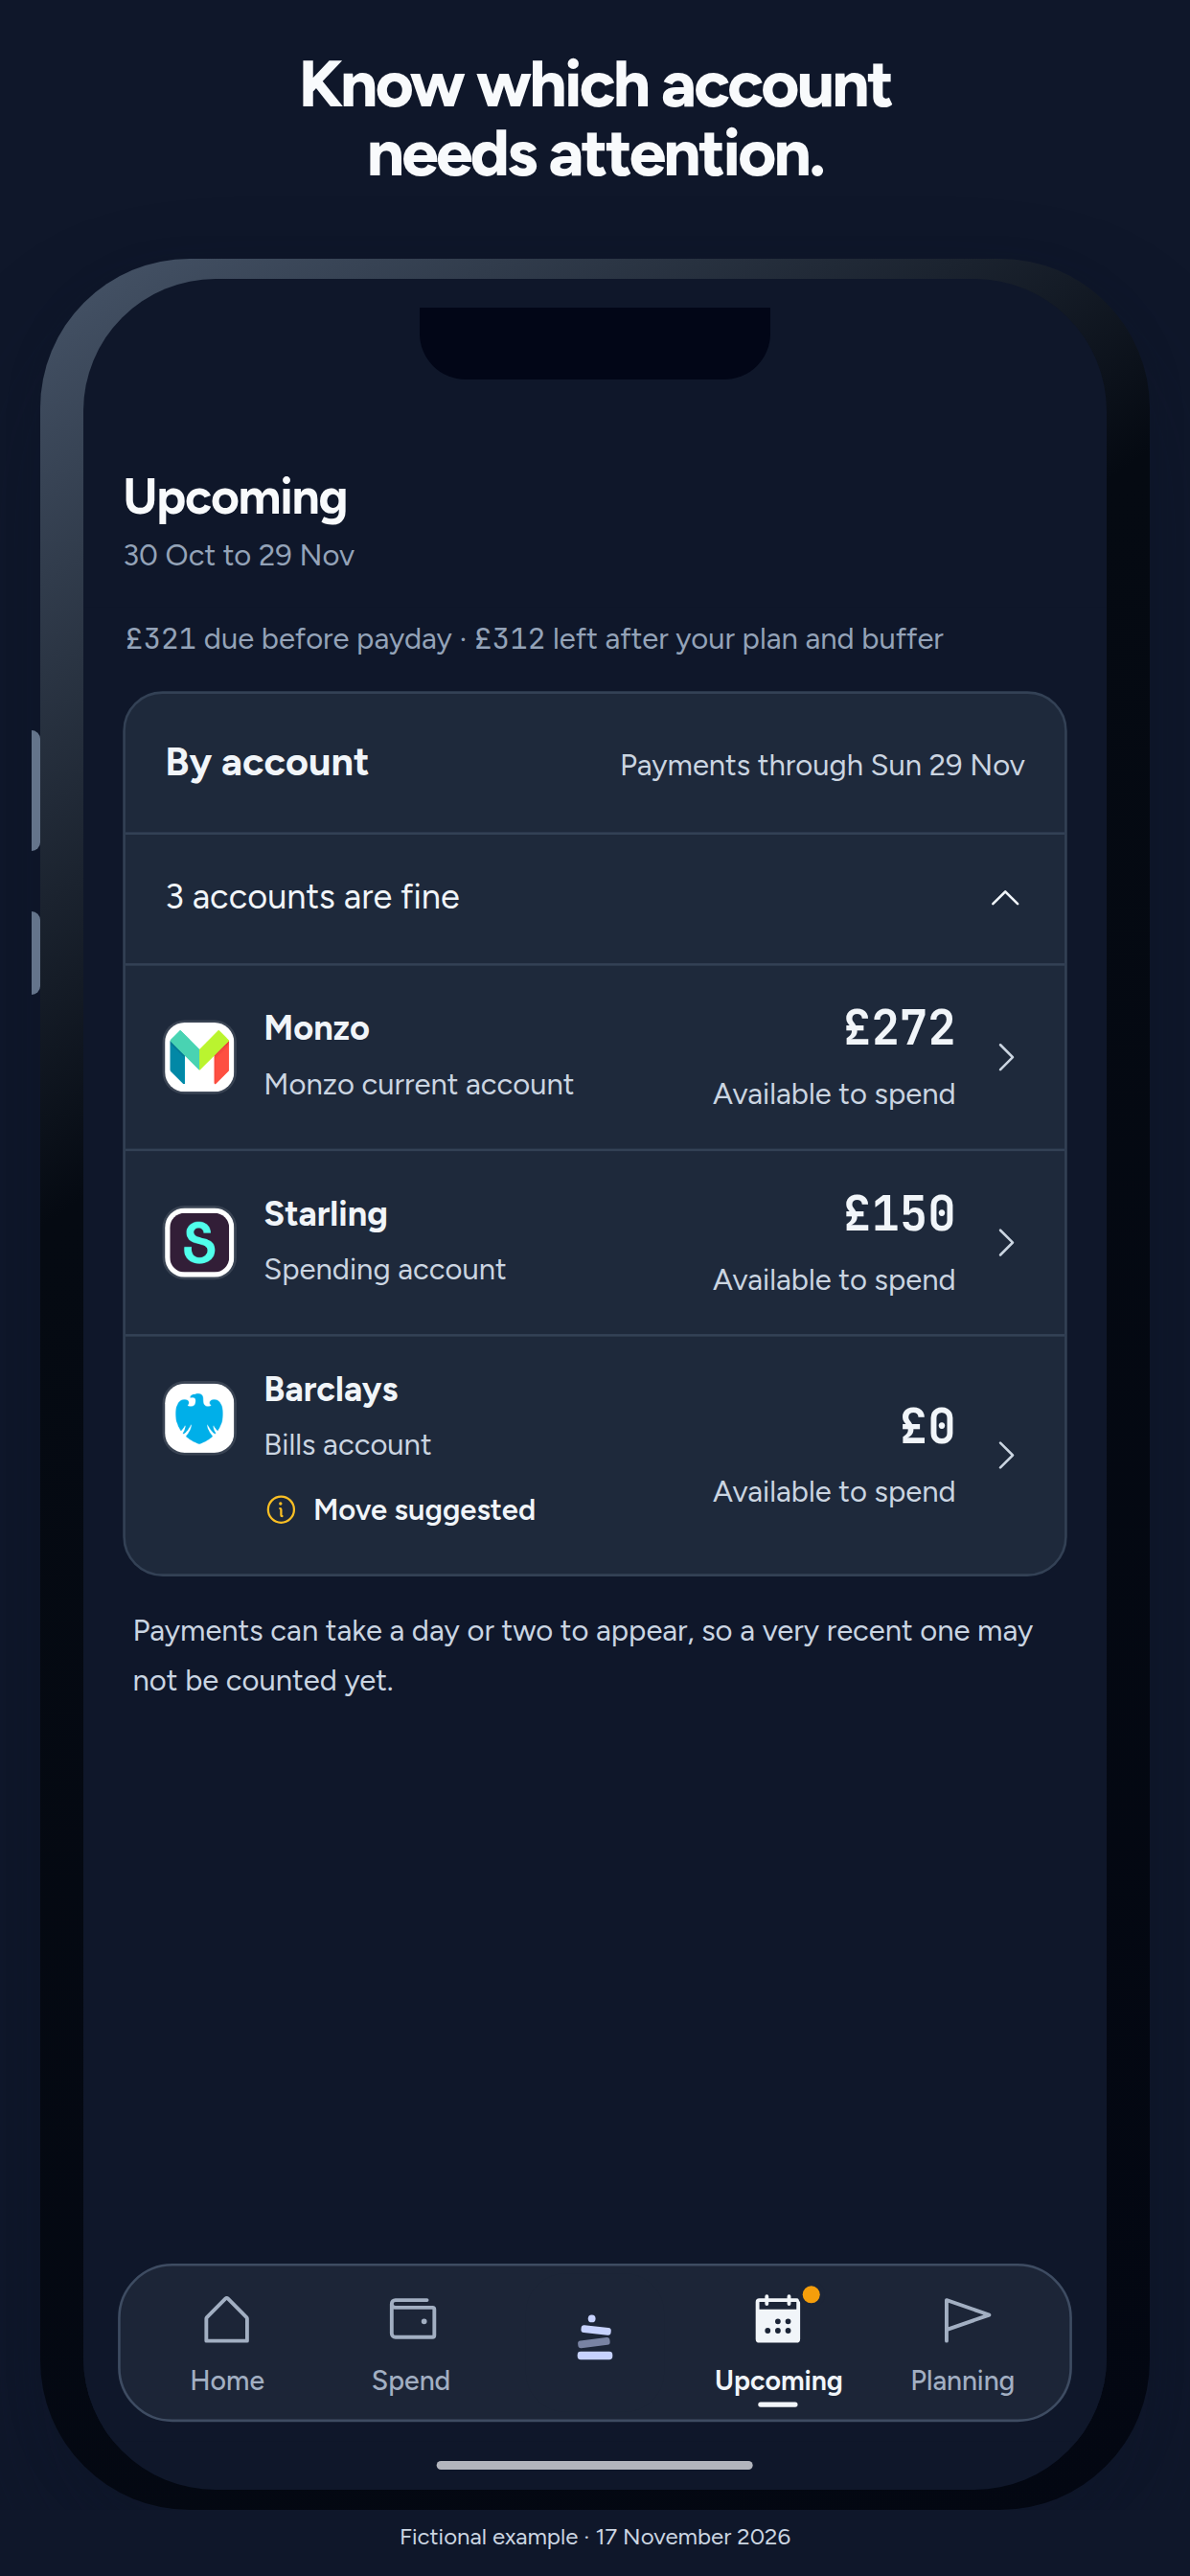 Know which account
needs attention.
Upcoming
30 Oct to 29 Nov
£321 due before payday · £312 left after your plan and buffer
By account
Payments through Sun 29 Nov
3 accounts are fine
Monzo
£272
Monzo current account
Available to spend
Starling
£150
Spending account
Available to spend
Barclays
£0
Bills account
Available to spend
Move suggested
Payments can take a day or two to appear, so a very recent one may
not be counted yet.
Home
Spend
Upcoming
Planning
Fictional example · 17 November 2026